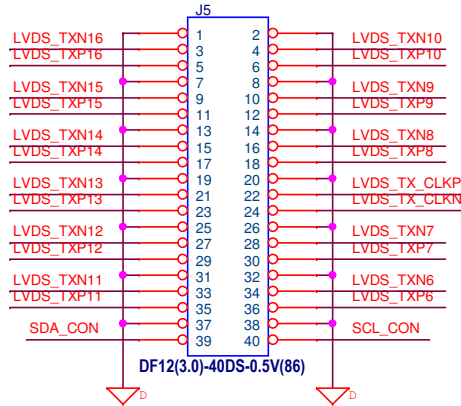 J5
1 2
LVDS_TXN16 3 4 LVDS_TXN10
LVDS_TXP16 5 6 LVDS_TXP10
7 8
LVDS_TXN15 9 10 LVDS_TXN9
LVDS_TXP15 11 12 LVDS_TXP9
13 14
LVDS_TXN14 15 16 LVDS_TXN8
LVDS_TXP14 17 18 LVDS_TXP8
19 20
LVDS_TXN13 21 22 LVDS_TX_CLKP
LVDS_TXP13 23 24 LVDS_TX_CLKN
25 26
LVDS_TXN12 27 28 LVDS_TXN7
LVDS_TXP12 29 30 LVDS_TXP7
31 32
LVDS_TXN11 33 34 LVDS_TXN6
LVDS_TXP11 35 36 LVDS_TXP6
37 38
SDA_CON 39 40 SCL_CON
DF12(3.0)-40DS-0.5V(86)
D D